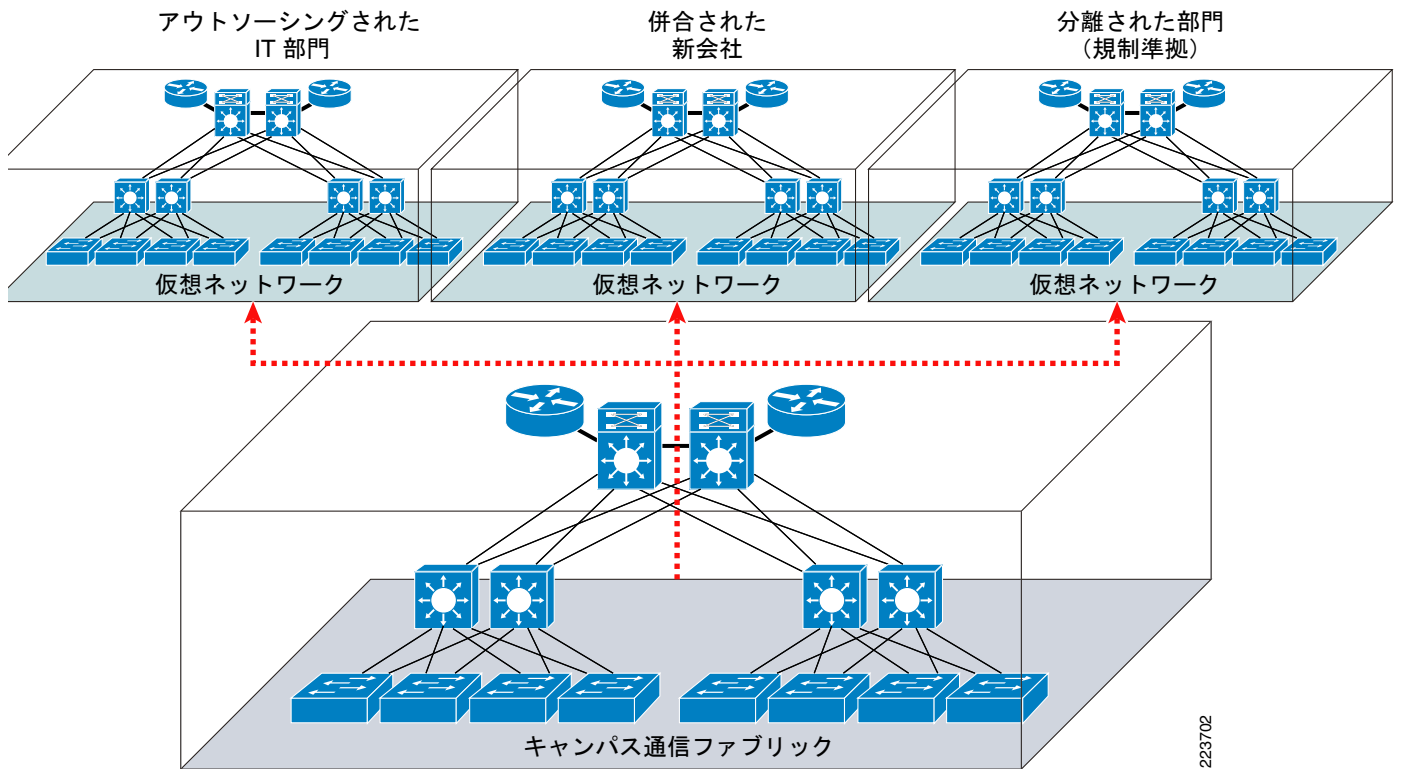 アウトソーシングされた
IT 部門
併合された
新会社
分離された部門
（規制準拠）
仮想ネットワーク
仮想ネットワーク
仮想ネットワーク
キャンパス通信ファブリック
223702